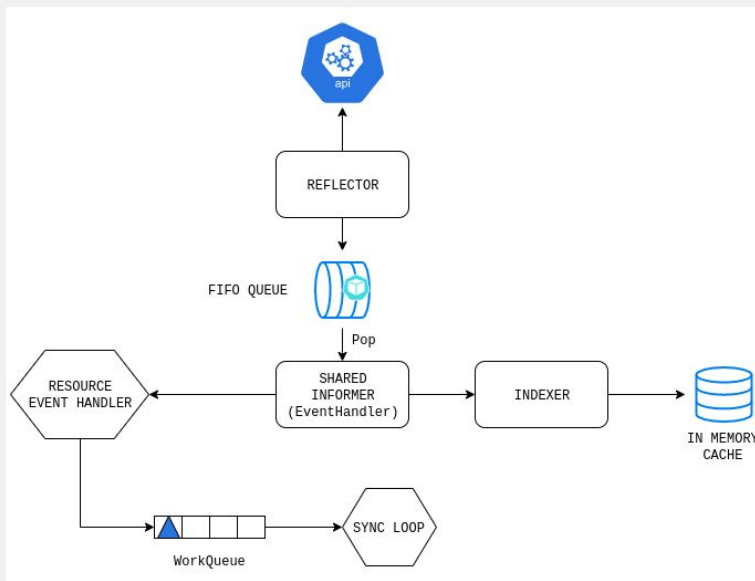 api
REFLECTOR
FIFO QUEUE
Pop
RESOURCE
EVENT HANDLER
SHARED
INFORMER
(EventHandler)
INDEXER
IN MEMORY
CACHE
SYNC LOOP
WorkQueue